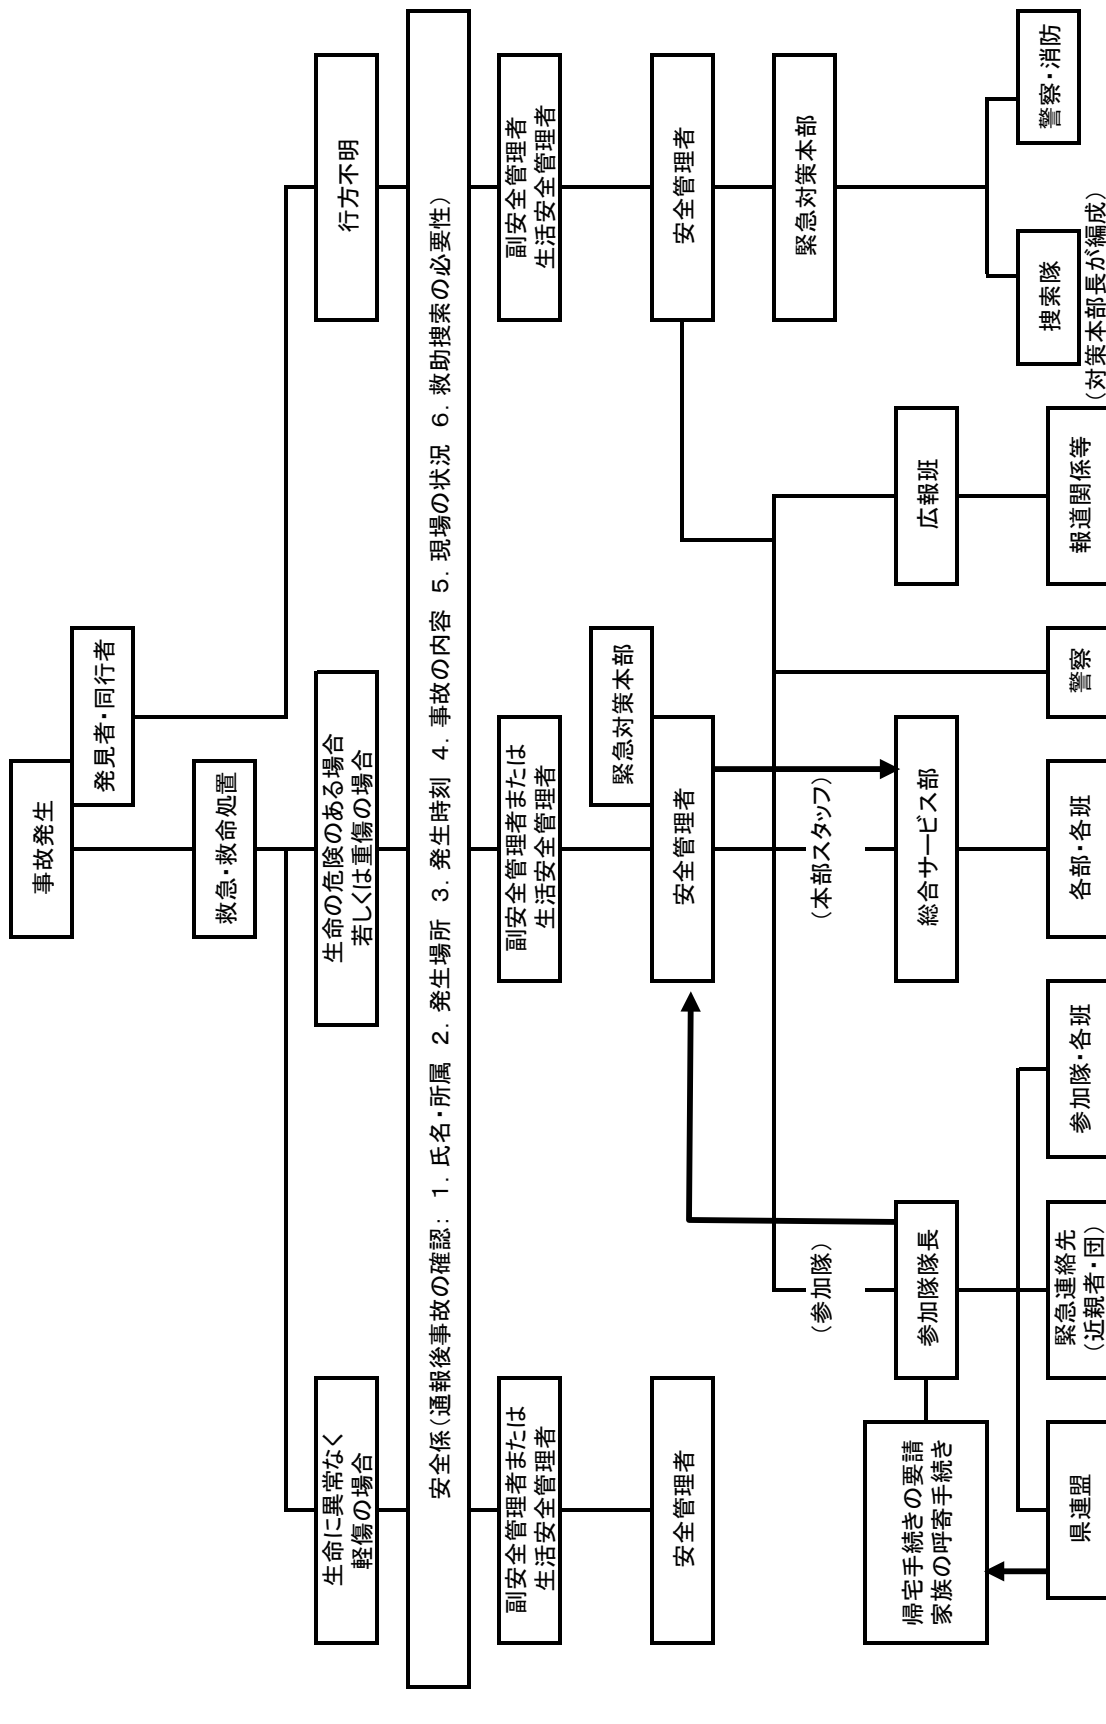 事故発生
発見者・同行者
救急・救命処置
生命に異常なく
軽傷の場合
生命の危険のある場合
若しくは重傷の場合
行方不明
安全係（通報後事故の確認： １．氏名・所属 ２．発生場所 ３．発生時刻 ４．事故の内容 ５．現場の状況 ６．救助捜索の必要性）
副安全管理者または
生活安全管理者
副安全管理者または
生活安全管理者
副安全管理者
生活安全管理者
緊急対策本部
安全管理者
安全管理者
安全管理者
緊急対策本部
（参加隊）
（本部スタッフ）
帰宅手続きの要請
家族の呼寄手続き
参加隊隊長
総合サービス部
広報班
捜索隊
（対策本部長が編成）
警察・消防
県連盟
緊急連絡先
（近親者・団）
参加隊・各班
各部・各班
警察
報道関係等